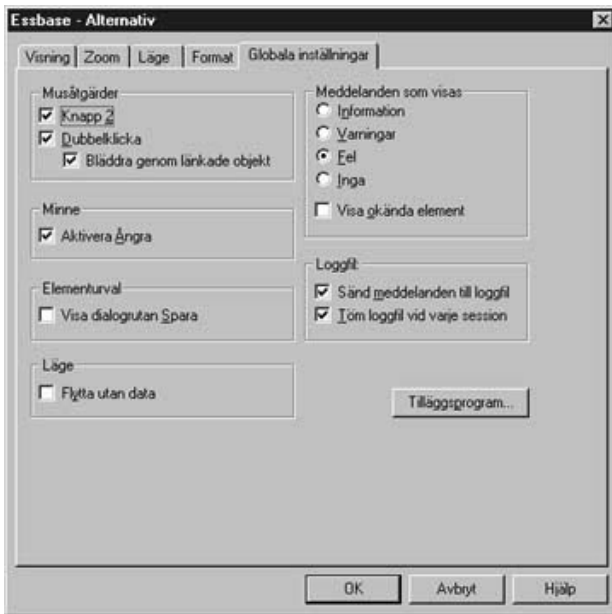 Essbase - Alternativ
Visning Zoom Läge Format Globala inställningar
Musåtgärder
Knapp 2
Dubbelklicka
Bläddra genom länkade objekt
Minne
Aktivera Ångra
Elementurval
Visa dialogrutan Spara
Läge
Flytta utan data
Meddelanden som visas
Information
Varningar
Fel
Inga
Visa okända element
Loggfil:
Sänd meddelanden till loggfil
Töm loggfil vid varje session
Tilläggsprogram...
OK Avbryt Hjälp